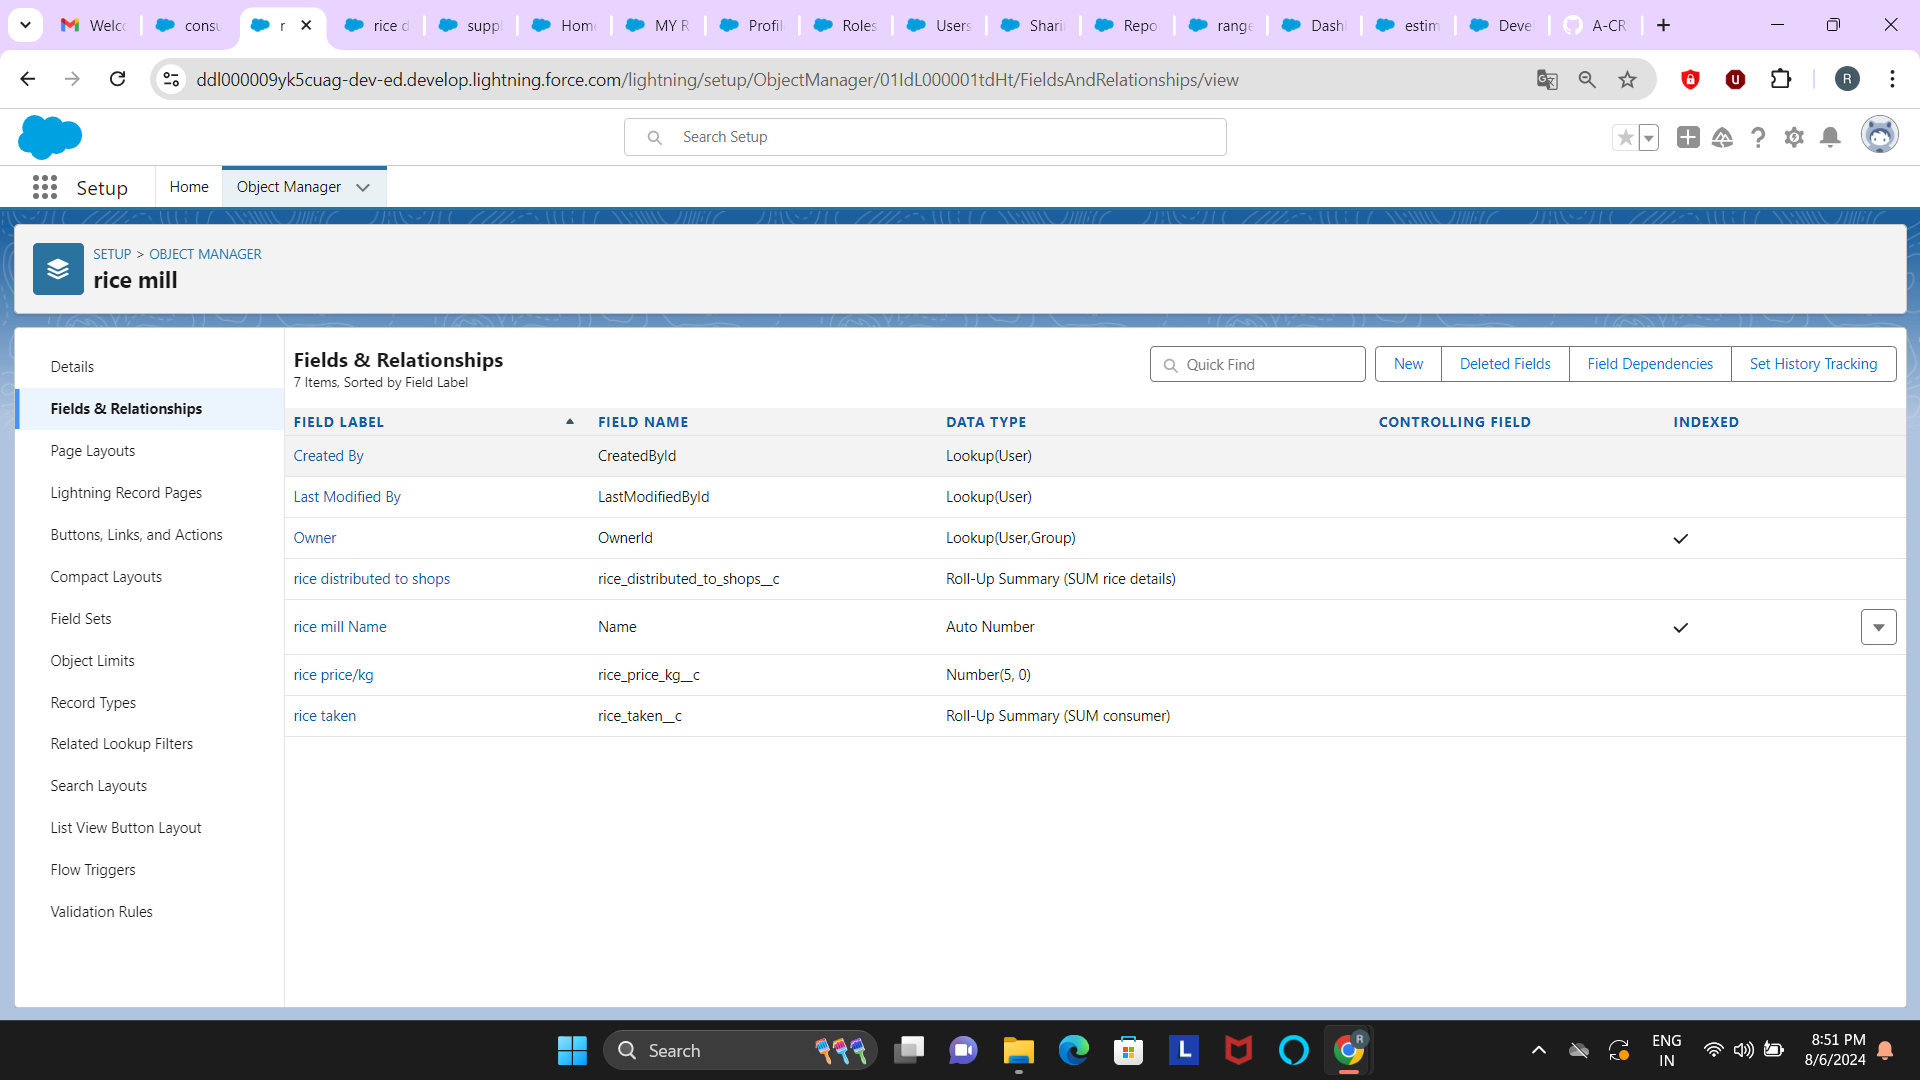 Welco
consu
r
rice d
suppl
Home
MY R
Profil
Roles
Users
Shari
Repo
range
Dashl
estim
Devel
A-CR
ddl000009yk5cuag-dev-ed.develop.lightning.force.com/lightning/setup/ObjectManager/01IdL000001tdHt/FieldsAndRelationships/view
R
Search Setup
Setup
Home
Object Manager
SETUP > OBJECT MANAGER
rice mill
Details
Fields & Relationships
Page Layouts
Lightning Record Pages
Buttons, Links, and Actions
Compact Layouts
Field Sets
Object Limits
Record Types
Related Lookup Filters
Search Layouts
List View Button Layout
Flow Triggers
Validation Rules
Fields & Relationships
7 Items, Sorted by Field Label
Quick Find
New
Deleted Fields
Field Dependencies
Set History Tracking
FIELD LABEL FIELD NAME DATA TYPE CONTROLLING FIELD INDEXED
Created By CreatedById Lookup(User)
Last Modified By LastModifiedById Lookup(User)
Owner OwnerId Lookup(User,Group)
rice distributed to shops rice_distributed_to_shops__c Roll-Up Summary (SUM rice details)
rice mill Name Name Auto Number
rice price/kg rice_price_kg__c Number(5, 0)
rice taken rice_taken__c Roll-Up Summary (SUM consumer)
Search
L
R
ENG
IN
8:51 PM
8/6/2024